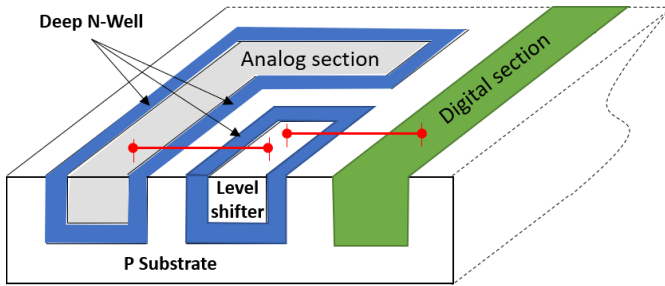 Deep N-Well
Analog section
Digital section
Level
shifter
P Substrate